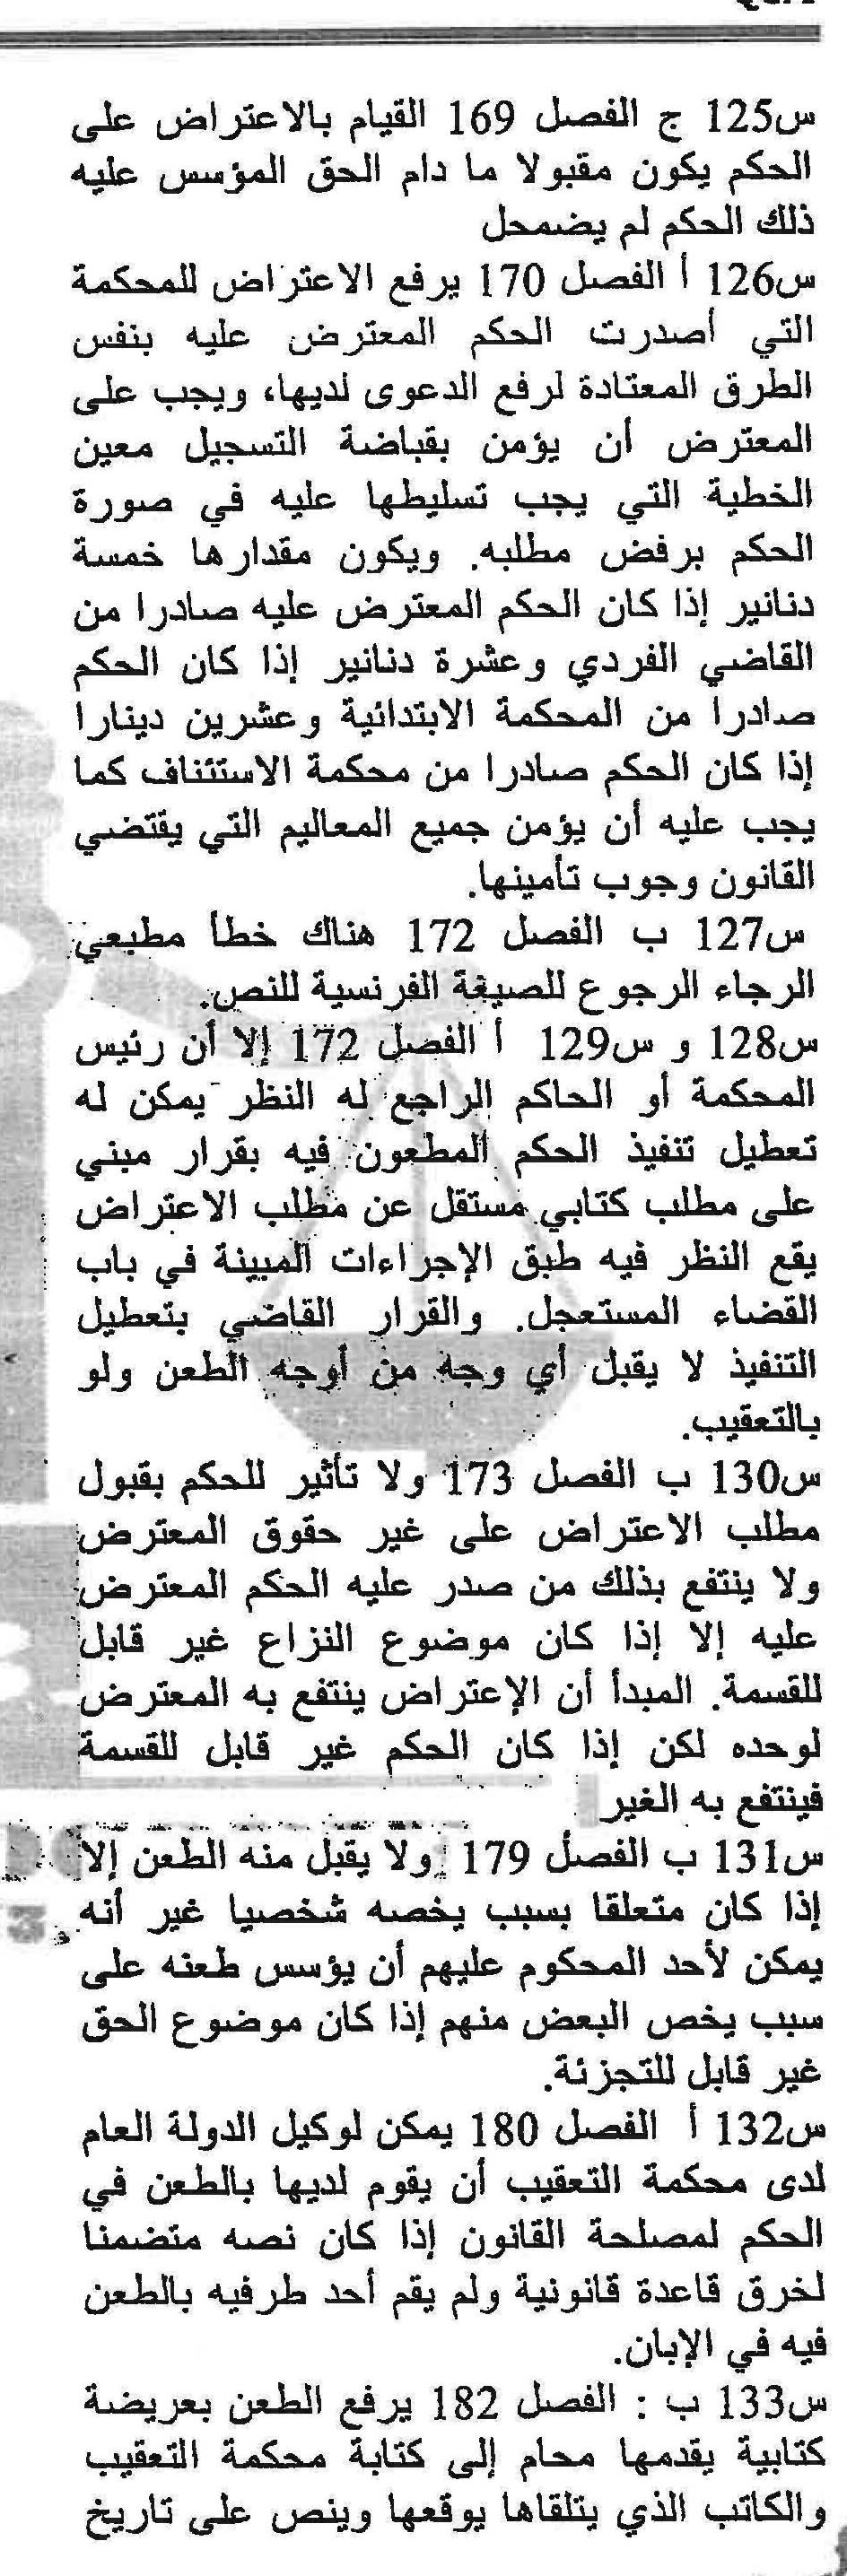 س125 ج الفصل 169 القيام بالاعتراض على
الحكم يكون مقبولا ما دام الحق المؤسس عليه
ذلك الحكم لم يضمحل
س126 أ الفصل 170 يرفع الاعتراض للمحكمة
التي أصدرت الحكم المعترض عليه بنفس
الطرق المعتادة لرفع الدعوى لديها، ويجب على
المعترض أن يؤمن بقباضة التسجيل معين
الخطية التي يجب تسليطها عليه في صورة
الحكم برفض مطلبه. ويكون مقدارها خمسة
دنانير إذا كان الحكم المعترض عليه صادرا من
القاضي الفردي وعشرة دنانير إذا كان الحكم
صادرا من المحكمة الابتدائية وعشرين دينارا
إذا كان الحكم صادرا من محكمة الاستئناف كما
يجب عليه أن يؤمن جميع المعاليم التي يقتضي
القانون وجوب تأمينها.
س127 ب الفصل 172 هناك خطأ مطبعي
الرجاء الرجوع للصيغة الفرنسية للنص.
س128 و س129 أ الفصل 172 إلا أن رئيس
المحكمة أو الحاكم الراجع له النظر يمكن له
تعطيل تنفيذ الحكم المطعون فيه بقرار مبني
على مطلب كتابي مستقل عن مطلب الاعتراض
يقع النظر فيه طبق الإجراءات المبينة في باب
القضاء المستعجل. والقرار القاضي بتعطيل
التنفيذ لا يقبل أي وجه من أوجه الطعن ولو
بالتعقيب.
س130 ب الفصل 173 ولا تأثير للحكم بقبول
مطلب الاعتراض على غير حقوق المعترض
ولا ينتفع بذلك من صدر عليه الحكم المعترض
عليه إلا إذا كان موضوع النزاع غير قابل
للقسمة. المبدأ أن الإعتراض ينتفع به المعترض
لوحده لكن إذا كان الحكم غير قابل للقسمة
فينتفع به الغير
س131 ب الفصل 179 ولا يقبل منه الطعن إلا
إذا كان متعلقا بسبب يخصه شخصيا غير أنه
يمكن لأحد المحكوم عليهم أن يؤسس طعنه على
سبب يخص البعض منهم إذا كان موضوع الحق
غير قابل للتجزئة.
س132 أ الفصل 180 يمكن لوكيل الدولة العام
لدى محكمة التعقيب أن يقوم لديها بالطعن في
الحكم لمصلحة القانون إذا كان نصه متضمنا
لخرق قاعدة قانونية ولم يقم أحد طرفيه بالطعن
فيه في الإبان.
س133 ب : الفصل 182 يرفع الطعن بعريضة
كتابية يقدمها محام إلى كتابة محكمة التعقيب
والكاتب الذي يتلقاها يوقعها وينص على تاريخ